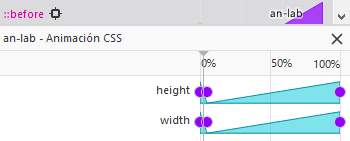 ::before an-lab
an-lab - Animación CSS
0% 50% 100%
height
width